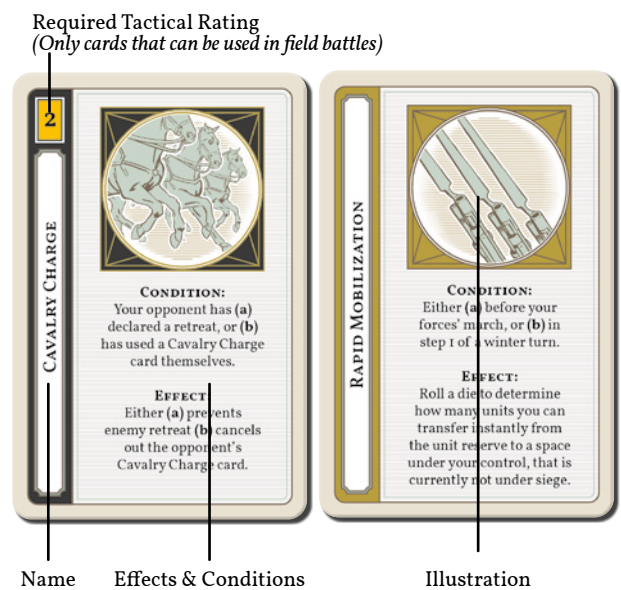 Required Tactical Rating
(Only cards that can be used in field battles)
2
CAVALRY CHARGE
CONDITION:
Your opponent has (a)
declared a retreat, or (b)
has used a Cavalry Charge
card themselves.
EFFECT:
Either (a) prevents
enemy retreat (b) cancels
out the opponent's
Cavalry Charge card.
RAPID MOBILIZATION
CONDITION:
Either (a) before your
forces' march, or (b) in
step 1 of a winter turn.
EFFECT:
Roll a die to determine
how many units you can
transfer instantly from
the unit reserve to a space
under your control, that is
currently not under siege.
Name
Effects & Conditions
Illustration